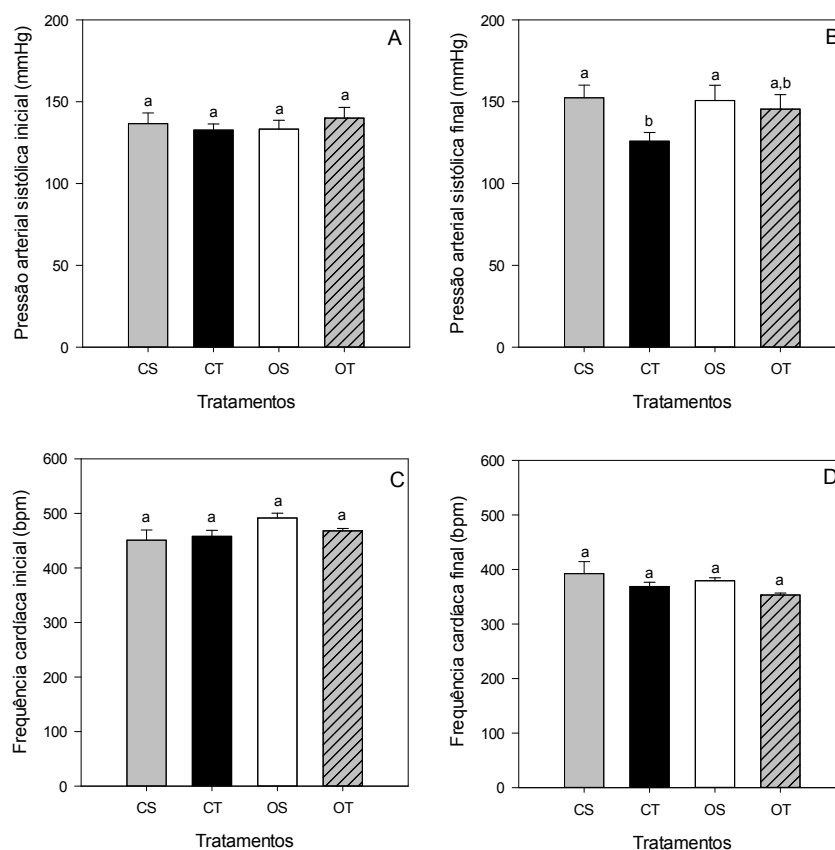 A
Pressão arterial sistólica inicial (mmHg)
200
150
100
50
0
a
a
a
a
CS
CT
OS
OT
Tratamentos
B
Pressão arterial sistólica final (mmHg)
200
150
100
50
0
a
b
a
a,b
CS
CT
OS
OT
Tratamentos
C
Frequência cardíaca inicial (bpm)
600
500
400
300
200
100
0
a
a
a
a
CS
CT
OS
OT
Tratamentos
D
Frequência cardíaca final (bpm)
600
500
400
300
200
100
0
a
a
a
a
CS
CT
OS
OT
Tratamentos